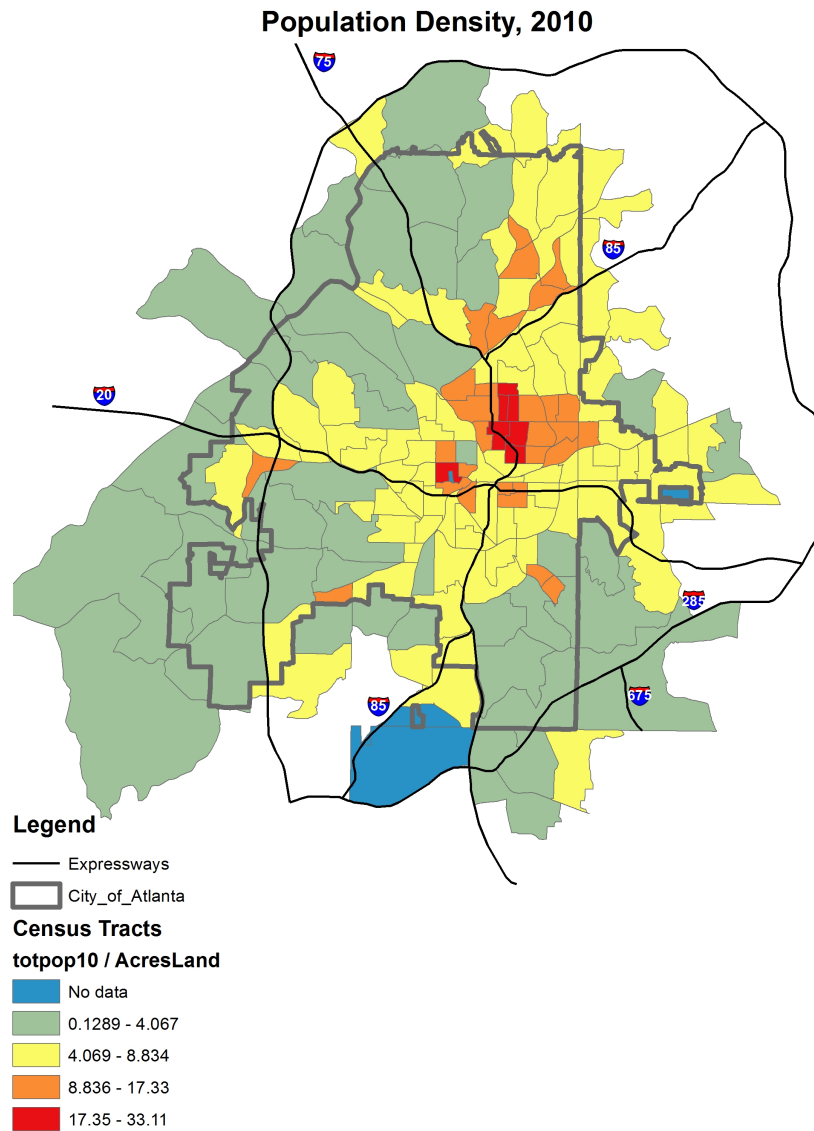 Population Density, 2010
75
85
20
285
675
85
Legend
Expressways
City_of_Atlanta
Census Tracts
totpop10 / AcresLand
No data
0.1289 - 4.067
4.069 - 8.834
8.836 - 17.33
17.35 - 33.11